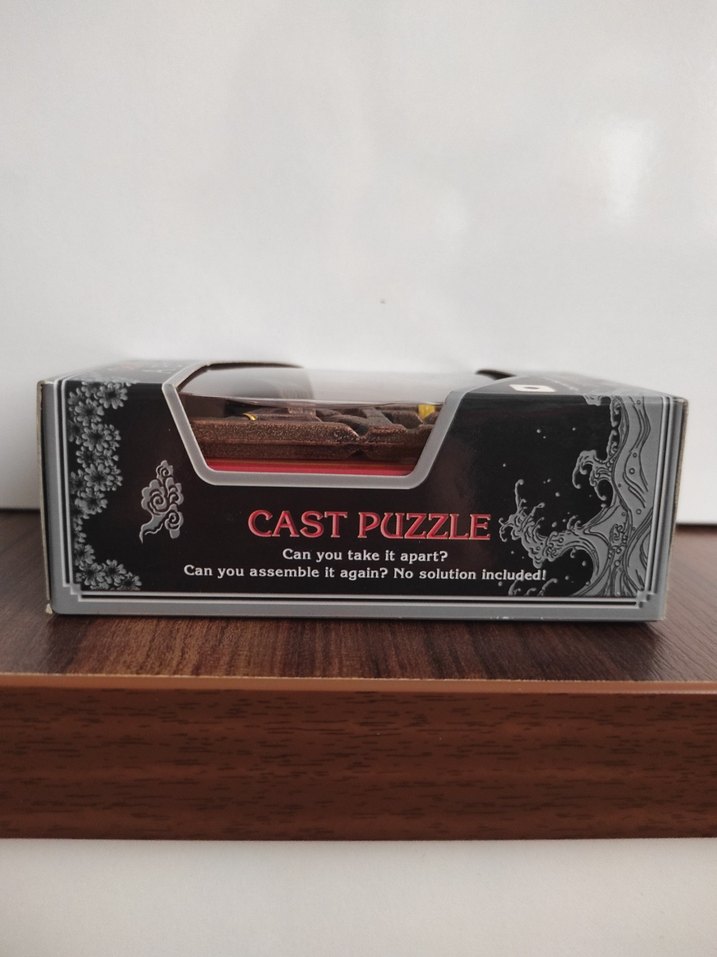 CAST PUZZLE
Can you take it apart?
Can you assemble it again? No solution included!